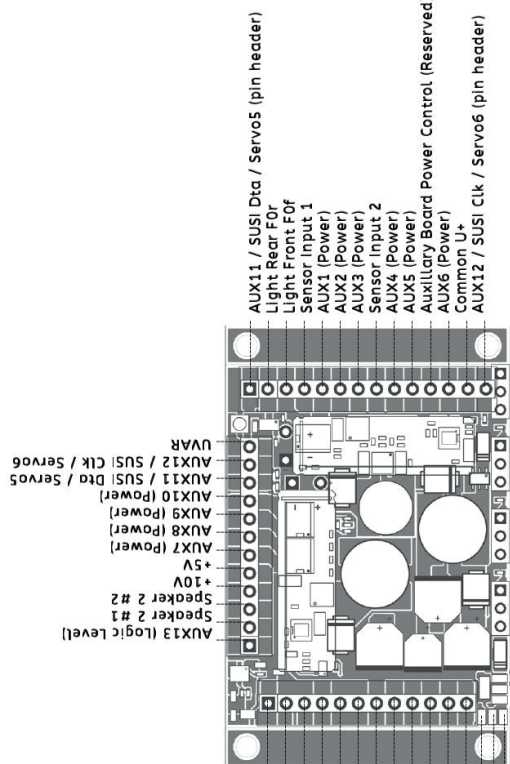 AUX11 / SUSI Dta / Servo5 (pin header)
Light Rear F0r
Light Front F0f
Sensor Input 1
AUX1 (Power)
AUX2 (Power)
AUX3 (Power)
Sensor Input 2
AUX4 (Power)
AUX5 (Power)
Auxillary Board Power Control (Reserved
AUX6 (Power)
Common U+
AUX12 / SUSI Clk / Servo6 (pin header)
UVAR
AUX12 / SUSI Clk / Servo6
AUX11 / SUSI Dta / Servo5
AUX10 (Power)
AUX9 (Power)
AUX8 (Power)
AUX7 (Power)
+5V
+10V
Speaker 2 #2
Speaker 2 #1
AUX13 (Logic Level)